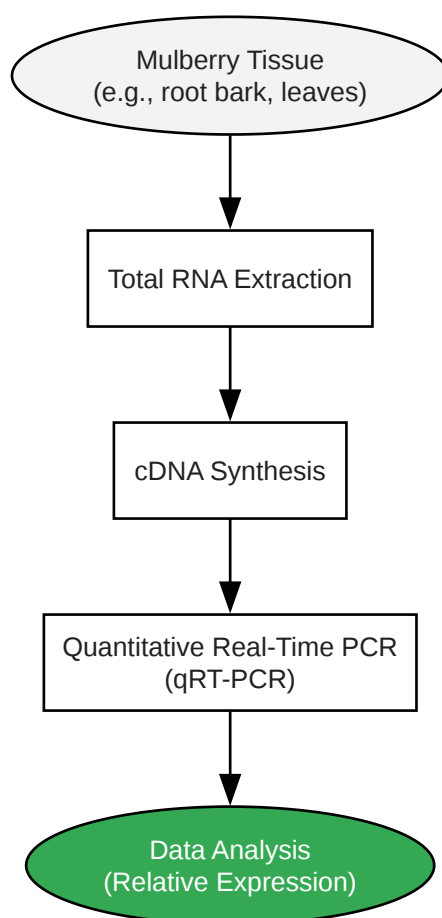 Mulberry Tissue
(e.g., root bark, leaves)
Total RNA Extraction
cDNA Synthesis
Quantitative Real-Time PCR
(qRT-PCR)
Data Analysis
(Relative Expression)